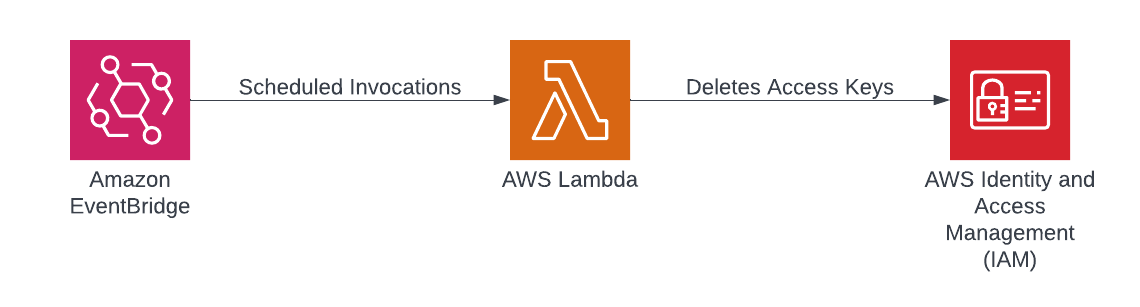 Scheduled Invocations
Deletes Access Keys
Amazon
EventBridge
AWS Lambda
AWS Identity and
Access
Management
(IAM)